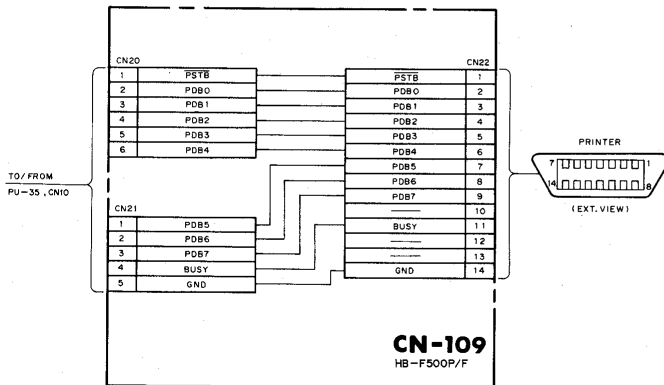 CN20
1 PSTB
2 PDB0
3 PDB1
4 PDB2
5 PDB3
6 PDB4
CN21
1 PDB5
2 PDB6
3 PDB7
4 BUSY
5 GND
TO/FROM
PU-35, CN10
CN22
PSTB 1
PDB0 2
PDB1 3
PDB2 4
PDB3 5
PDB4 6
PDB5 7
PDB6 8
PDB7 9
— 10
BUSY 11
— 12
— 13
GND 14
PRINTER
7 1
14 8
(EXT. VIEW)
CN-109
HB-F500P/F